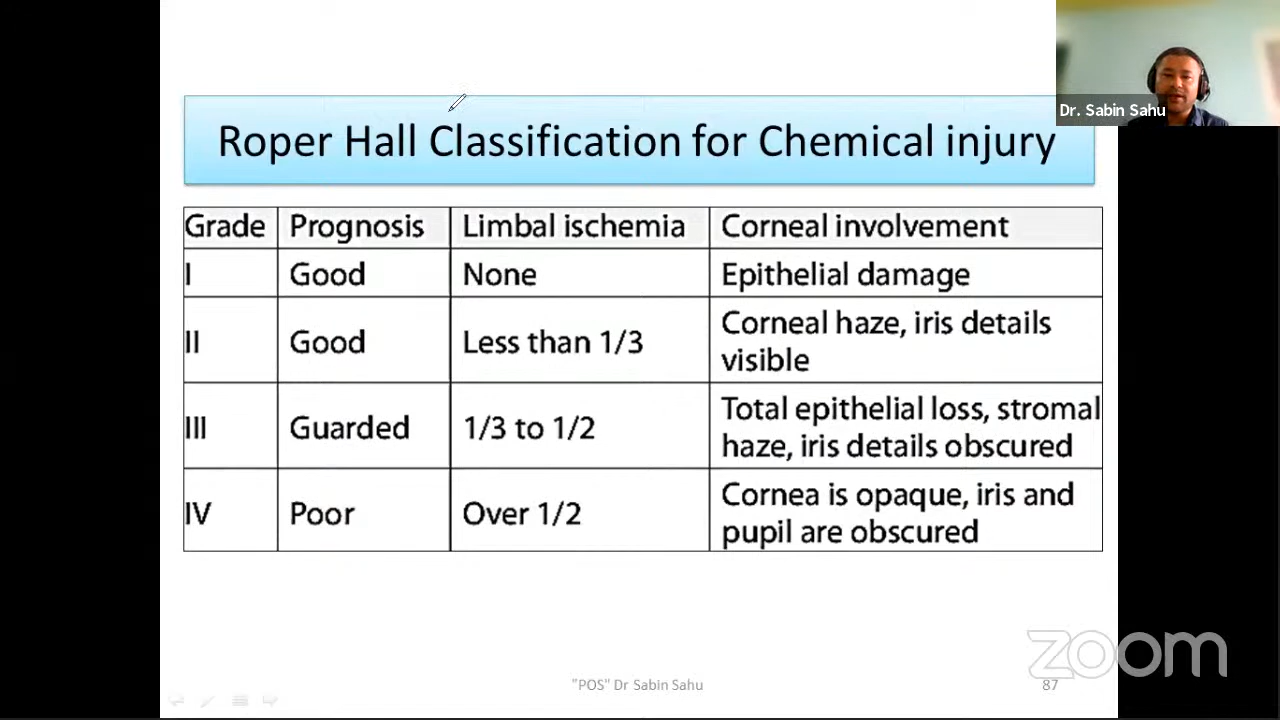 Dr. Sabin Sahu
Roper Hall Classification for Chemical injury
Grade Prognosis Limbal ischemia Corneal involvement
I Good None Epithelial damage
II Good Less than 1/3 Corneal haze, iris details
visible
III Guarded 1/3 to 1/2 Total epithelial loss, stromal
haze, iris details obscured
IV Poor Over 1/2 Cornea is opaque, iris and
pupil are obscured
zoom
"POS" Dr Sabin Sahu 87